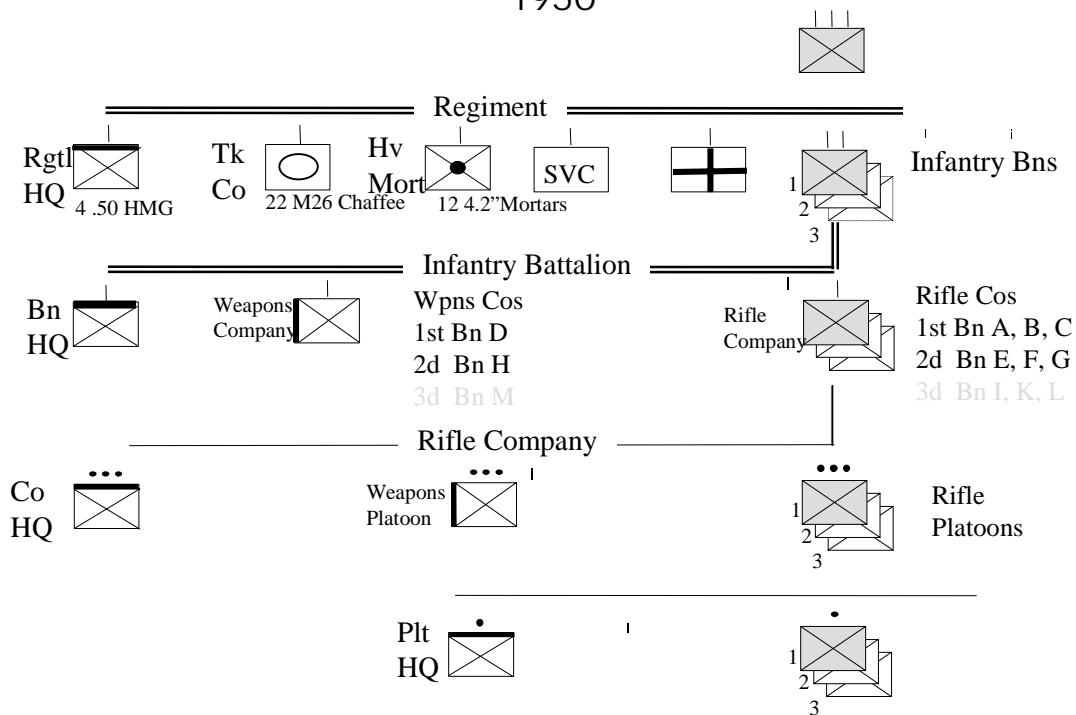 1950
Regiment
Rgtl
HQ
4 .50 HMG
Tk
Co
22 M26 Chaffee
Hv
Mort
12 4.2”Mortars
SVC
1
2
3
Infantry Bns
Infantry Battalion
Bn
HQ
Weapons
Company
Wpns Cos
1st Bn D
2d Bn H
3d Bn M
Rifle
Company
Rifle Cos
1st Bn A, B, C
2d Bn E, F, G
3d Bn I, K, L
Rifle Company
Co
HQ
Weapons
Platoon
1
2
3
Rifle
Platoons
Plt
HQ
1
2
3